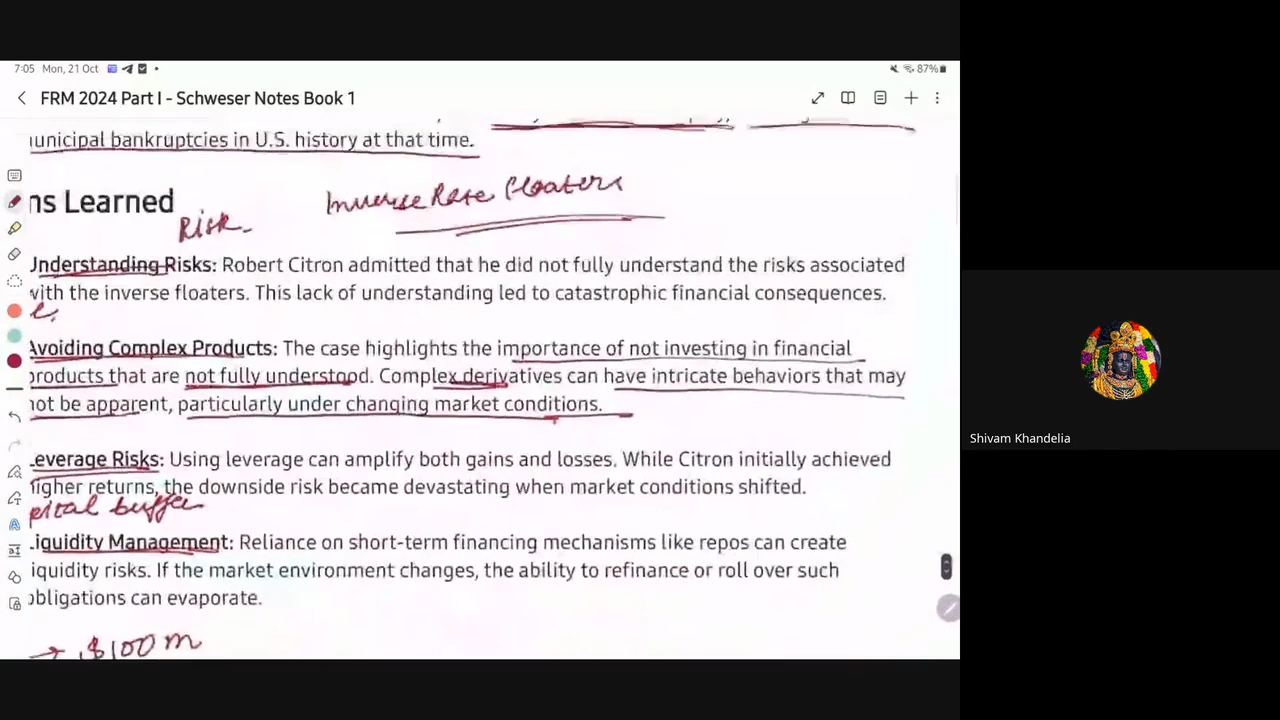 7:05 Mon, 21 Oct
87%
FRM 2024 Part I - Schweser Notes Book 1
unicipal bankruptcies in U.S. history at that time.
ns Learned
Inverse Rate Floaters
Risk.
Understanding Risks: Robert Citron admitted that he did not fully understand the risks associated
with the inverse floaters. This lack of understanding led to catastrophic financial consequences.
Avoiding Complex Products: The case highlights the importance of not investing in financial
products that are not fully understood. Complex derivatives can have intricate behaviors that may
not be apparent, particularly under changing market conditions.
Leverage Risks: Using leverage can amplify both gains and losses. While Citron initially achieved
higher returns, the downside risk became devastating when market conditions shifted.
pital buffer
Liquidity Management: Reliance on short-term financing mechanisms like repos can create
liquidity risks. If the market environment changes, the ability to refinance or roll over such
obligations can evaporate.
→ $100m
Shivam Khandelia